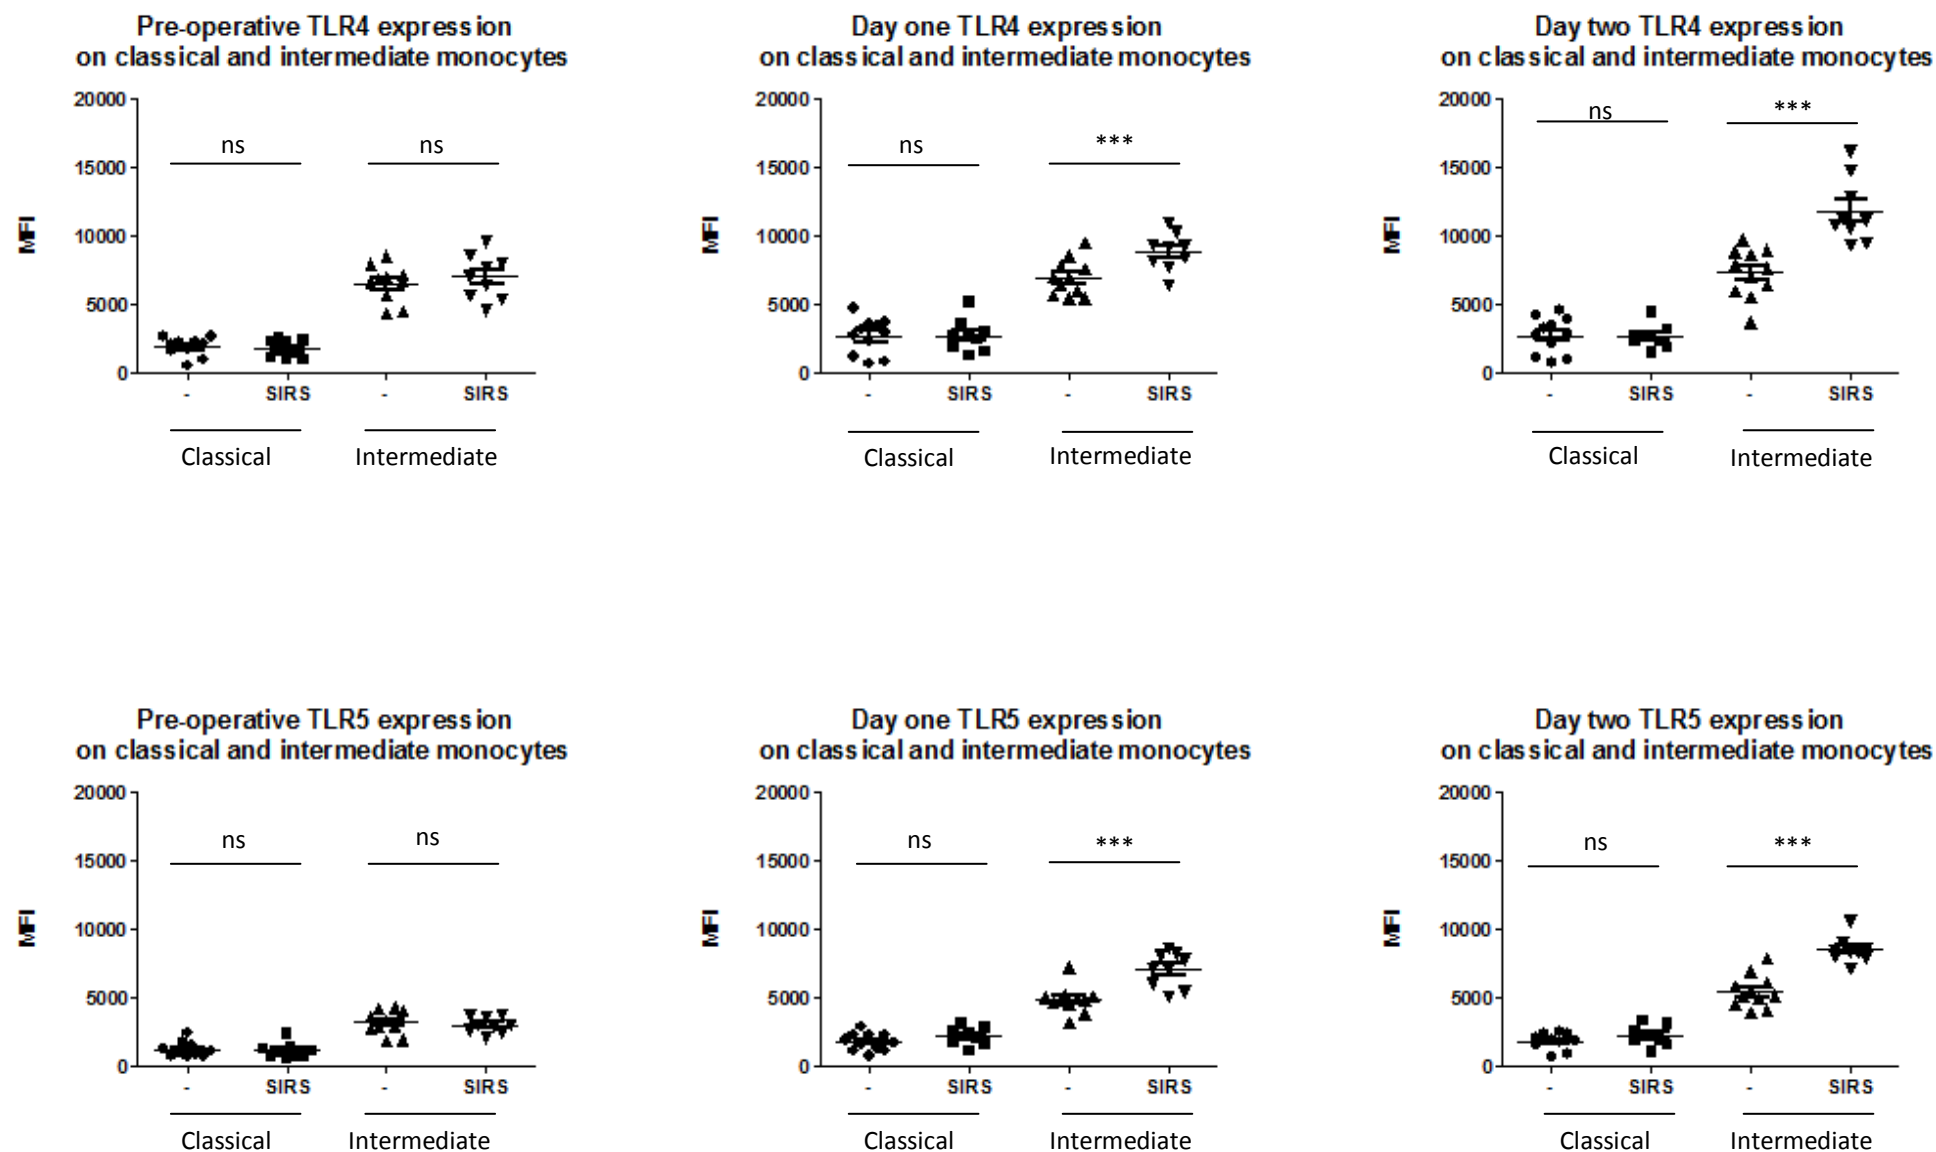 Pre-operative TLR4 expression
on classical and intermediate monocytes
20000
15000
10000
5000
0
MFI
ns
ns
-
SIRS
-
SIRS
Classical
Intermediate
Day one TLR4 expression
on classical and intermediate monocytes
20000
15000
10000
5000
0
MFI
ns
***
-
SIRS
-
SIRS
Classical
Intermediate
Day two TLR4 expression
on classical and intermediate monocytes
20000
15000
10000
5000
0
MFI
ns
***
-
SIRS
-
SIRS
Classical
Intermediate
Pre-operative TLR5 expression
on classical and intermediate monocytes
20000
15000
10000
5000
0
MFI
ns
ns
-
SIRS
-
SIRS
Classical
Intermediate
Day one TLR5 expression
on classical and intermediate monocytes
20000
15000
10000
5000
0
MFI
ns
***
-
SIRS
-
SIRS
Classical
Intermediate
Day two TLR5 expression
on classical and intermediate monocytes
20000
15000
10000
5000
0
MFI
ns
***
-
SIRS
-
SIRS
Classical
Intermediate